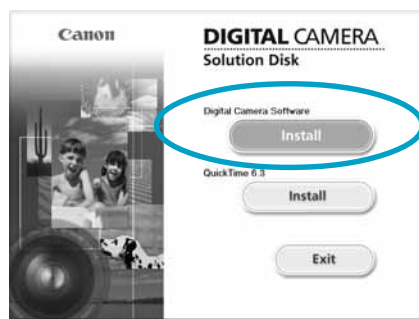 Canon
DIGITAL CAMERA
Solution Disk
Digital Camera Software
Install
QuickTime 6.3
Install
Exit